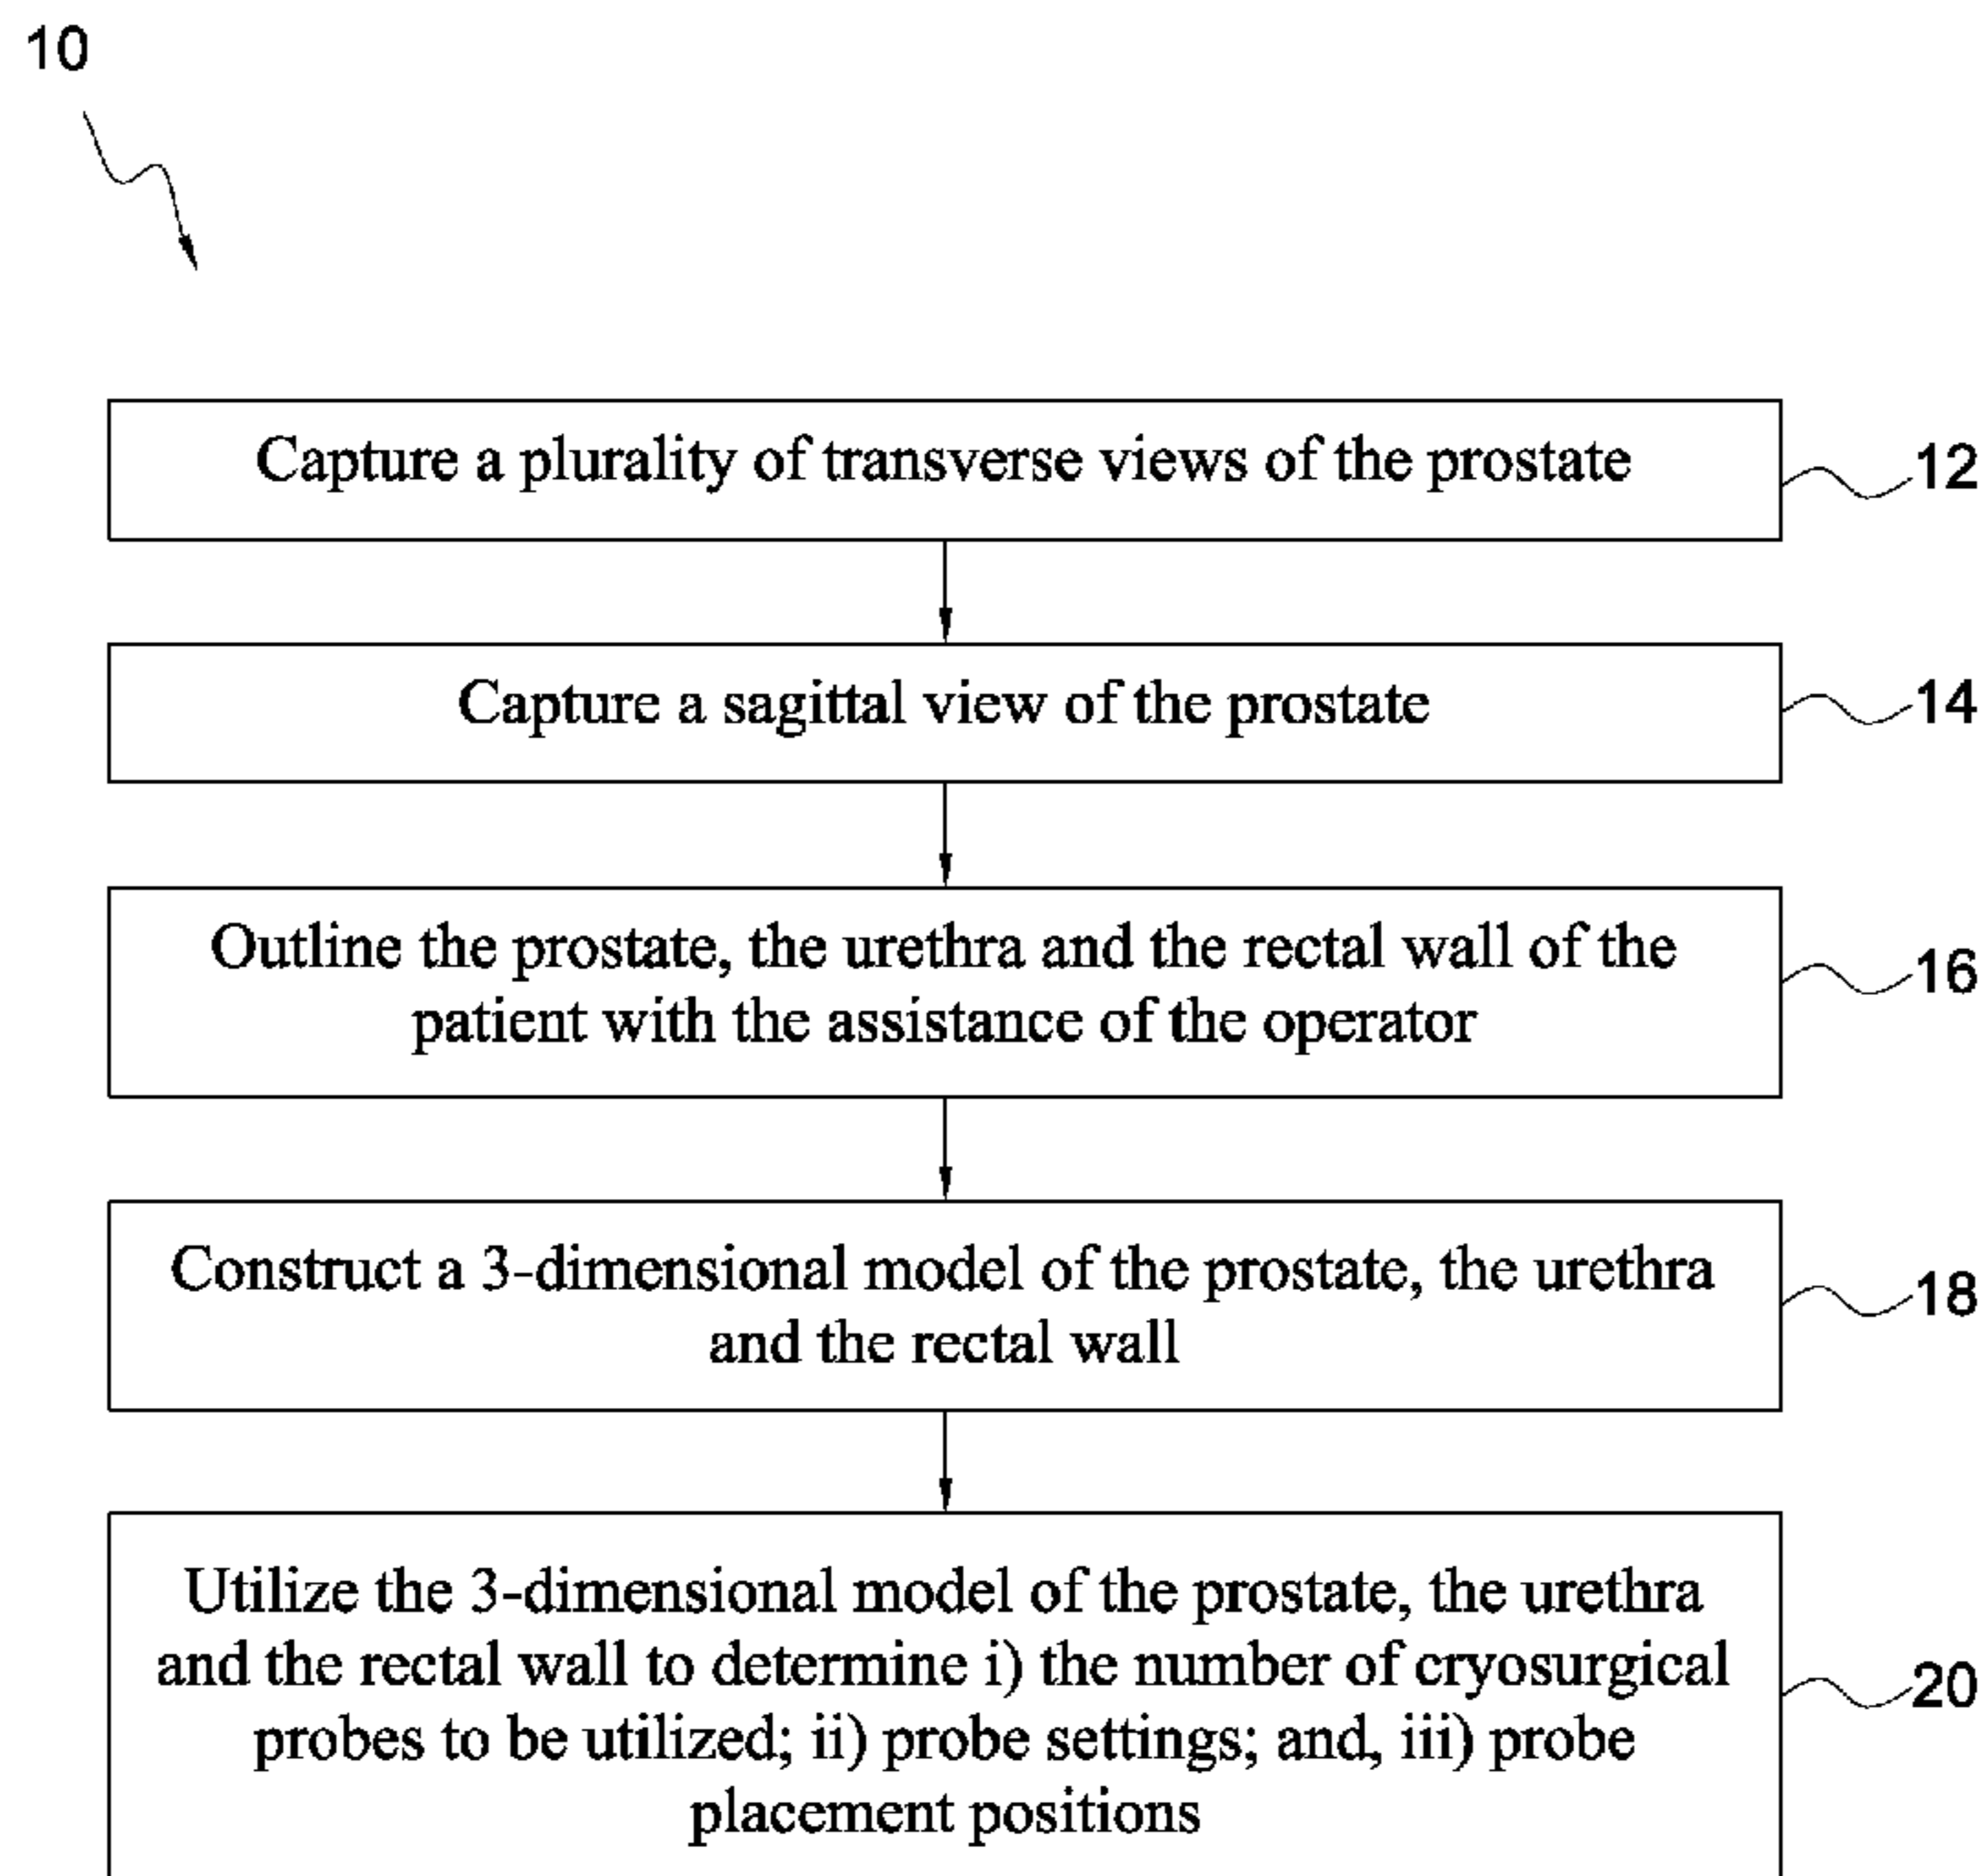 10
Capture a plurality of transverse views of the prostate
12
Capture a sagittal view of the prostate
14
Outline the prostate, the urethra and the rectal wall of the
patient with the assistance of the operator
16
Construct a 3-dimensional model of the prostate, the urethra
and the rectal wall
18
Utilize the 3-dimensional model of the prostate, the urethra
and the rectal wall to determine i) the number of cryosurgical
probes to be utilized; ii) probe settings; and, iii) probe
placement positions
20